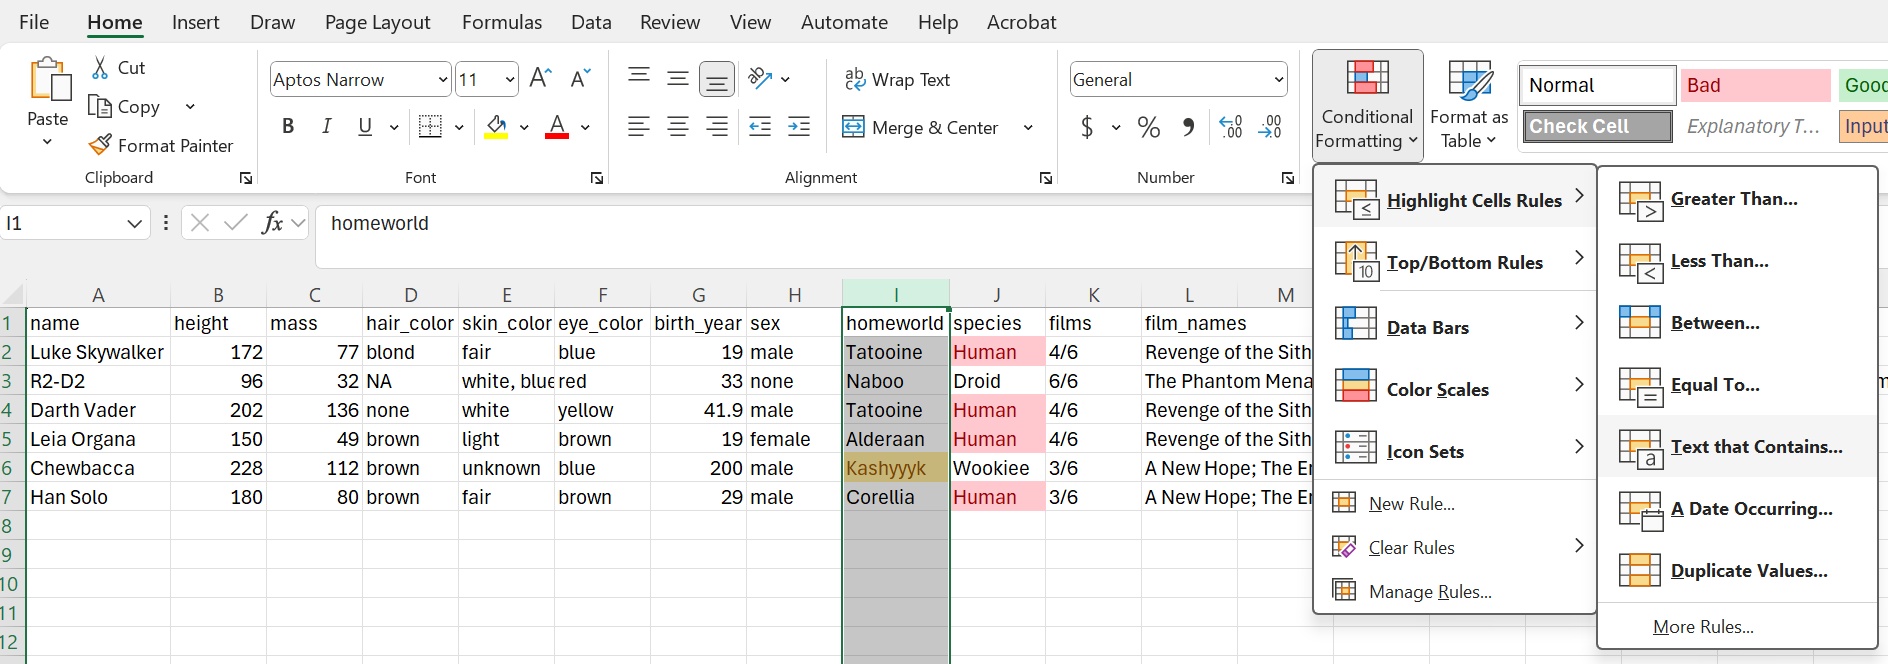 File Home Insert Draw Page Layout Formulas Data Review View Automate Help Acrobat
Paste
Cut
Copy
Format Painter
Clipboard
Aptos Narrow 11 A A
B I U A
Font
ab Wrap Text
Merge & Center
Alignment
General
$ % 9 .00 .00
Number
Conditional Formatting
Format as Table
Normal Bad Good
Check Cell Explanatory T... Input
I1 fx homeworld
A B C D E F G H I J K L M
1 name height mass hair_color skin_color eye_color birth_year sex homeworld species films film_names
2 Luke Skywalker 172 77 blond fair blue 19 male Tatooine Human 4/6 Revenge of the Sith
3 R2-D2 96 32 NA white, blue red 33 none Naboo Droid 6/6 The Phantom Mena
4 Darth Vader 202 136 none white yellow 41.9 male Tatooine Human 4/6 Revenge of the Sith
5 Leia Organa 150 49 brown light brown 19 female Alderaan Human 4/6 Revenge of the Sith
6 Chewbacca 228 112 brown unknown blue 200 male Kashyyyk Wookiee 3/6 A New Hope; The Er
7 Han Solo 180 80 brown fair brown 29 male Corellia Human 3/6 A New Hope; The Er
8
9
10
11
12
Highlight Cells Rules
Top/Bottom Rules
Data Bars
Color Scales
Icon Sets
New Rule...
Clear Rules
Manage Rules...
Greater Than...
Less Than...
Between...
Equal To...
Text that Contains...
A Date Occurring...
Duplicate Values...
More Rules...